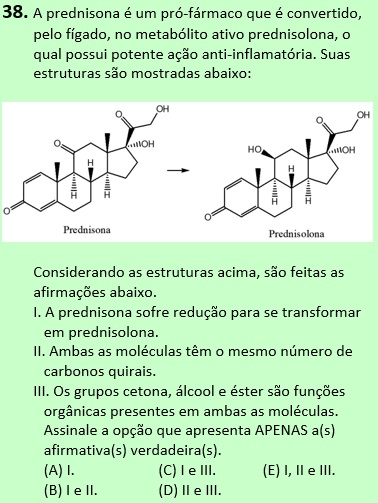 38. A prednisona é um pró-fármaco que é convertido,
pelo fígado, no metabólito ativo prednisolona, o
qual possui potente ação anti-inflamatória. Suas
estruturas são mostradas abaixo:
O OH
O OH
O
H
H H
O
Prednisona
O OH
HO OH
H
H H
O
Prednisolona
Considerando as estruturas acima, são feitas as
afirmações abaixo.
I. A prednisona sofre redução para se transformar
em prednisolona.
II. Ambas as moléculas têm o mesmo número de
carbonos quirais.
III. Os grupos cetona, álcool e éster são funções
orgânicas presentes em ambas as moléculas.
Assinale a opção que apresenta APENAS a(s)
afirmativa(s) verdadeira(s).
(A) I. (C) I e III. (E) I, II e III.
(B) I e II. (D) II e III.